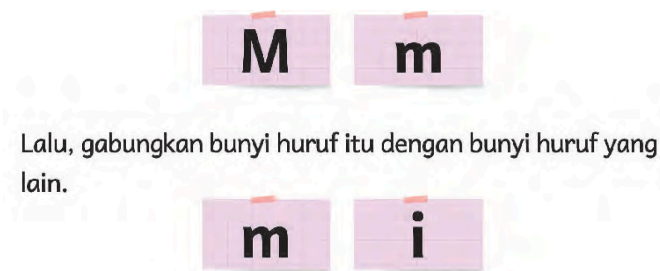 M m
Lalu, gabungkan bunyi huruf itu dengan bunyi huruf yang
lain.
m i